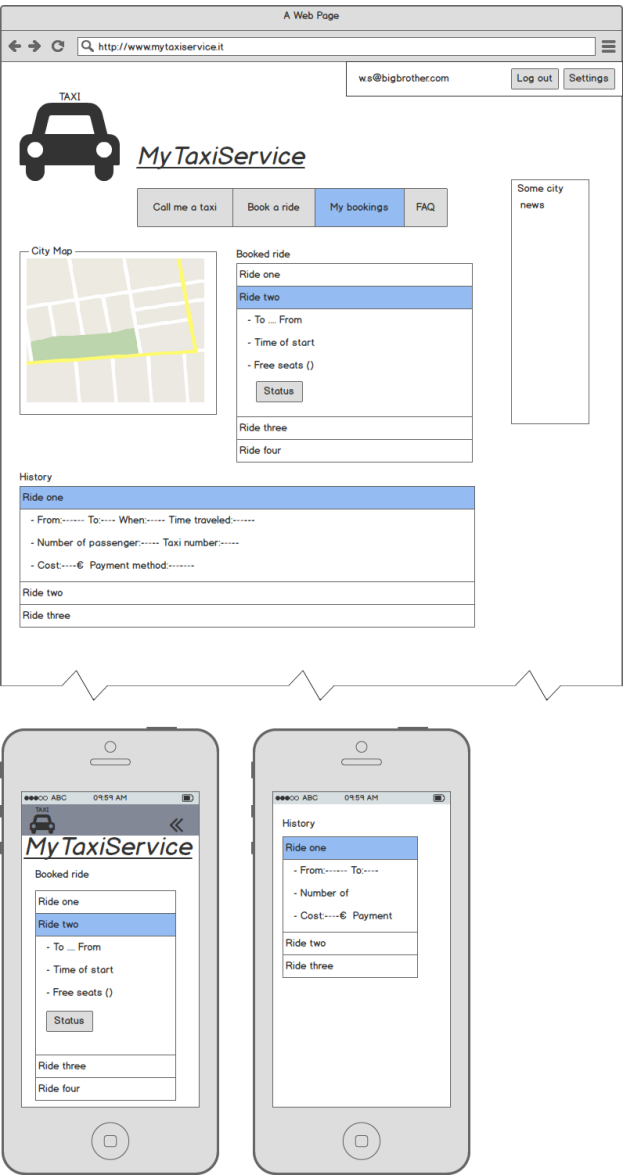 A Web Page
http://www.mytaxiservice.it
w.s@bigbrother.com Log out Settings
TAXI
MyTaxiService
Call me a taxi Book a ride My bookings FAQ
Some city
news
City Map
Booked ride
Ride one
Ride two
- To .... From
- Time of start
- Free seats ()
Status
Ride three
Ride four
History
Ride one
- From:------ To:---- When:----- Time traveled:------
- Number of passenger:----- Taxi number:-----
- Cost:----€ Payment method:-------
Ride two
Ride three
ABC 09:59 AM
TAXI
MyTaxiService
Booked ride
Ride one
Ride two
- To .... From
- Time of start
- Free seats ()
Status
Ride three
Ride four
ABC 09:59 AM
History
Ride one
- From:------ To:----
- Number of
- Cost:----€ Payment
Ride two
Ride three